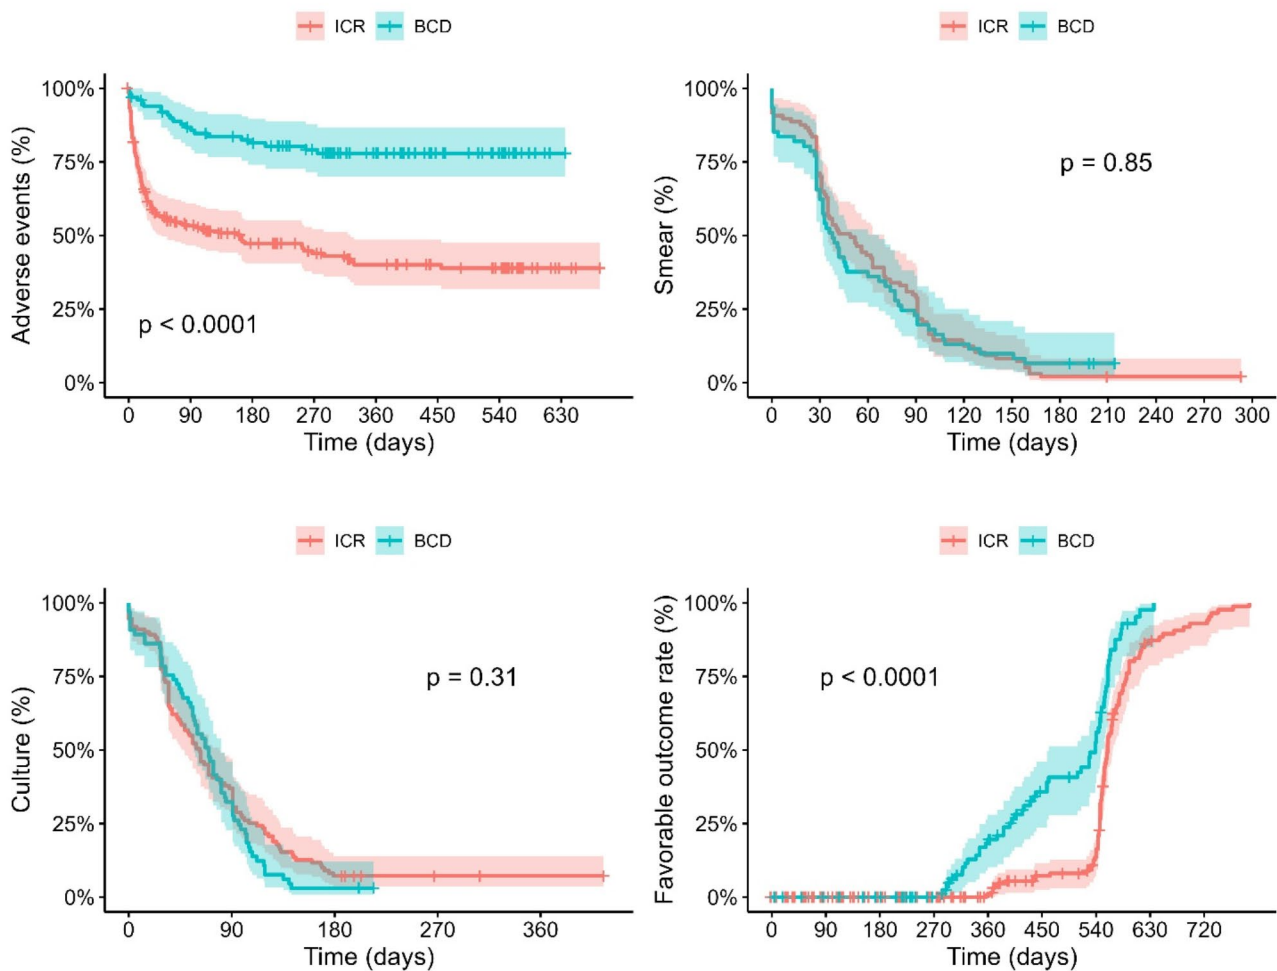 ICR BCD
Adverse events (%)
100%
75%
50%
25%
0%
p < 0.0001
0 90 180 270 360 450 540 630
Time (days)
ICR BCD
Smear (%)
100%
75%
50%
25%
0%
p = 0.85
0 30 60 90 120 150 180 210 240 270 300
Time (days)
ICR BCD
Culture (%)
100%
75%
50%
25%
0%
p = 0.31
0 90 180 270 360
Time (days)
ICR BCD
Favorable outcome rate (%)
100%
75%
50%
25%
0%
p < 0.0001
0 90 180 270 360 450 540 630 720
Time (days)